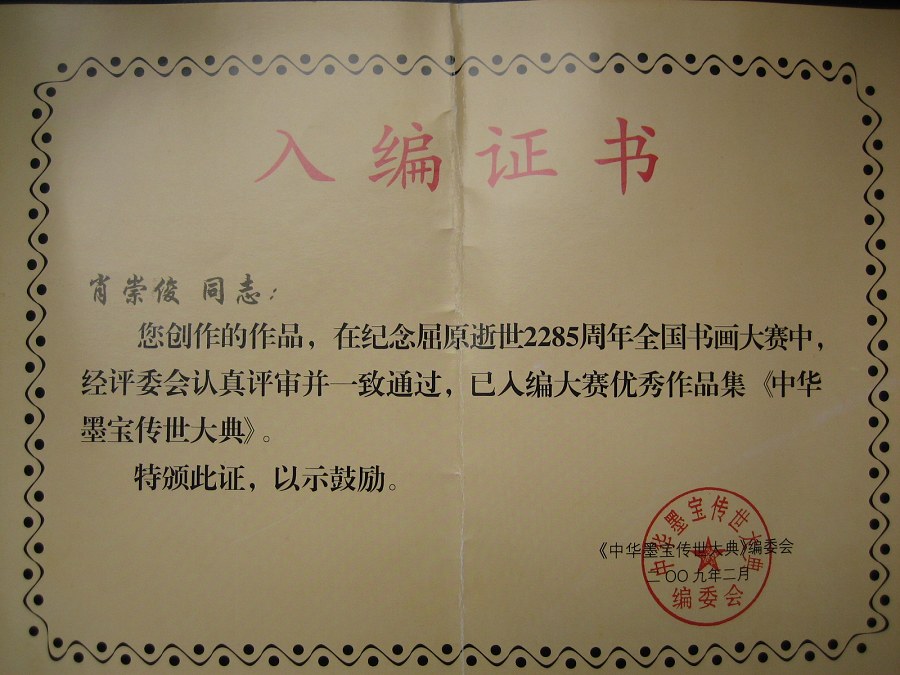 入编证书
肖崇俊 同志：
您创作的作品，在纪念屈原逝世2285周年全国书画大赛中，
经评委会认真评审并一致通过，已入编大赛优秀作品集《中华
墨宝传世大典》。
特颁此证，以示鼓励。
《中华墨宝传世大典》编委会
二〇〇九年二月
中华墨宝传世大典
编委会